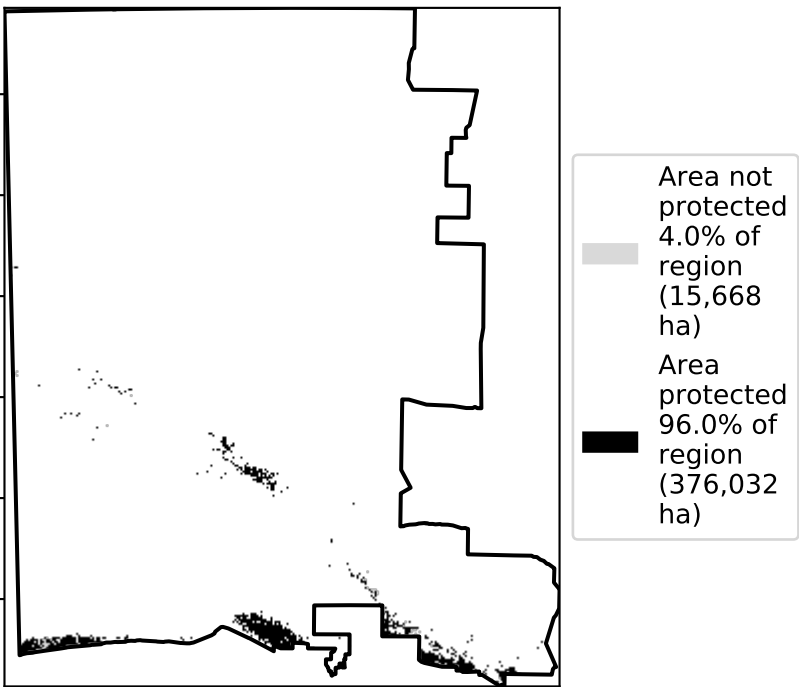 Area not
protected
4.0% of
region
(15,668
ha)
Area
protected
96.0% of
region
(376,032
ha)